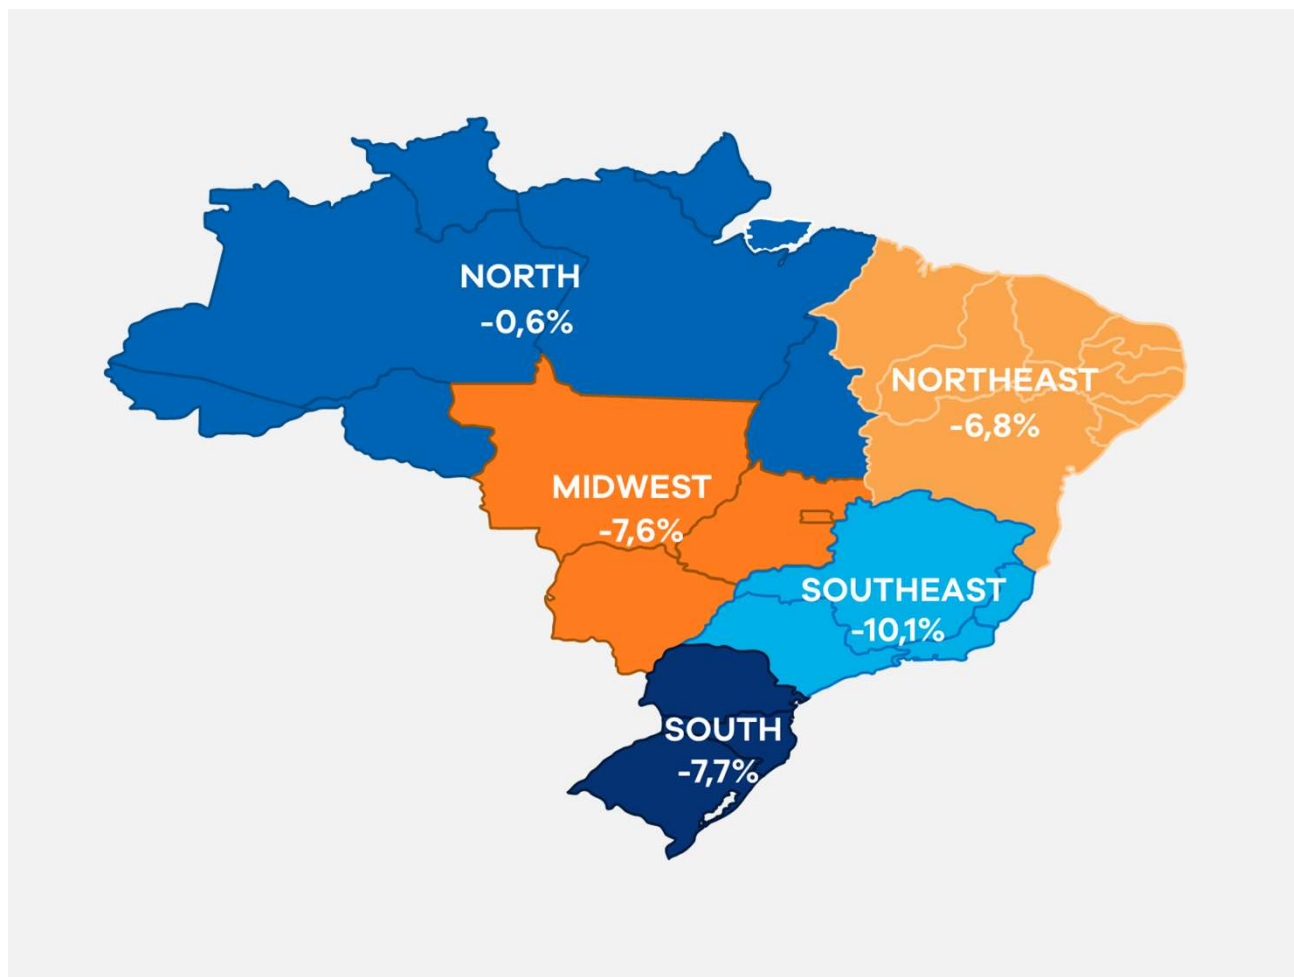 NORTH
-0,6%
NORTHEAST
-6,8%
MIDWEST
-7,6%
SOUTHEAST
-10,1%
SOUTH
-7,7%